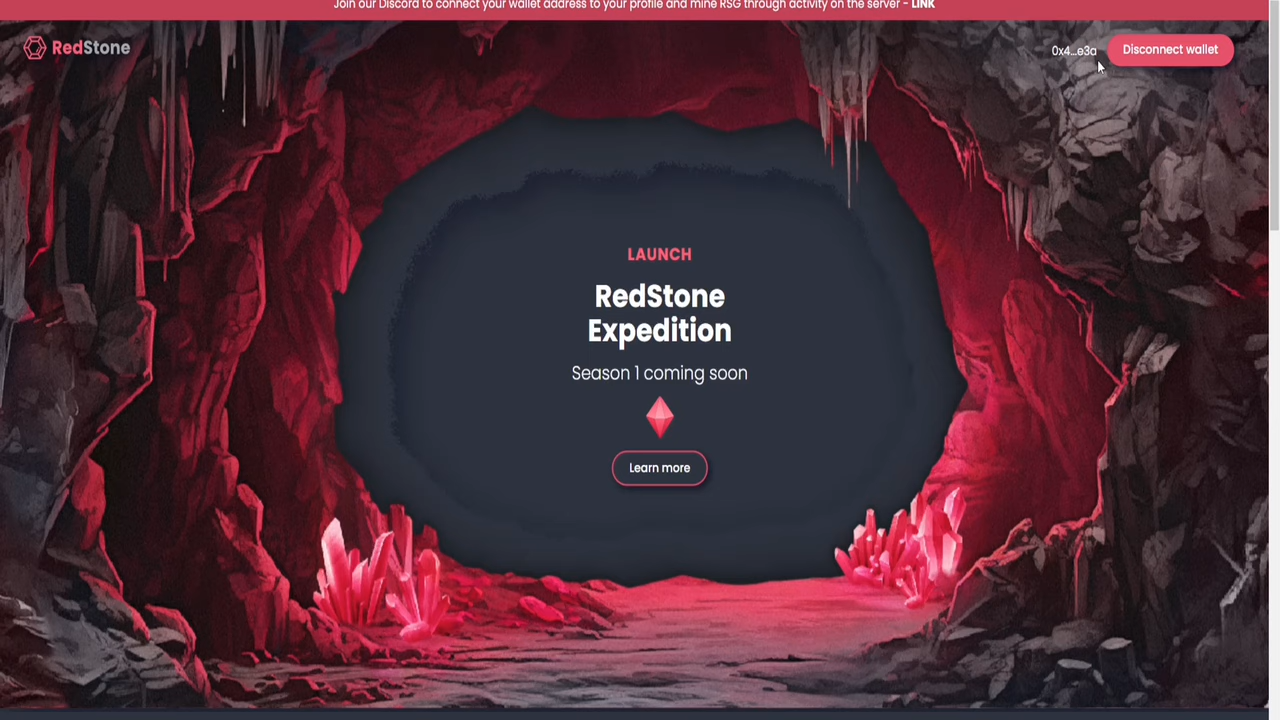 Join our Discord to connect your wallet address to your profile and mine RSG through activity on the server - LINK
RedStone
0x4...e3a
Disconnect wallet
LAUNCH
RedStone
Expedition
Season 1 coming soon
Learn more